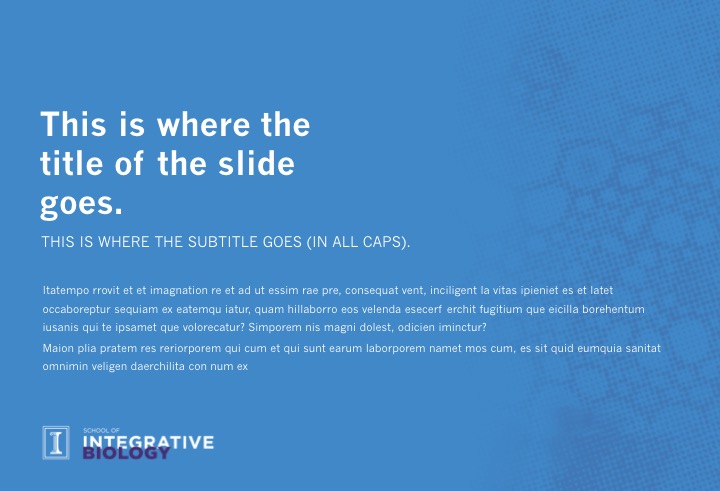 This is where the
title of the slide
goes.
THIS IS WHERE THE SUBTITLE GOES (IN ALL CAPS).
Itatempo rrovit et et imagnation re et ad ut essim rae pre, consequat vent, inciligent la vitas ipieniet es et latet
occaboreptur sequiam ex eatemqu iatur, quam hillaborro eos velenda esecerf erchit fugitium que eicilla borehentum
iusanis qui te ipsamet que volorecatur? Simporem nis magni dolest, odicien iminctur?
Maion plia pratem res reriorporem qui cum et qui sunt earum laborporem namet mos cum, es sit quid eumquia sanitat
omnimin veligen daerchilita con num ex
I
SCHOOL OF
INTEGRATIVE
BIOLOGY